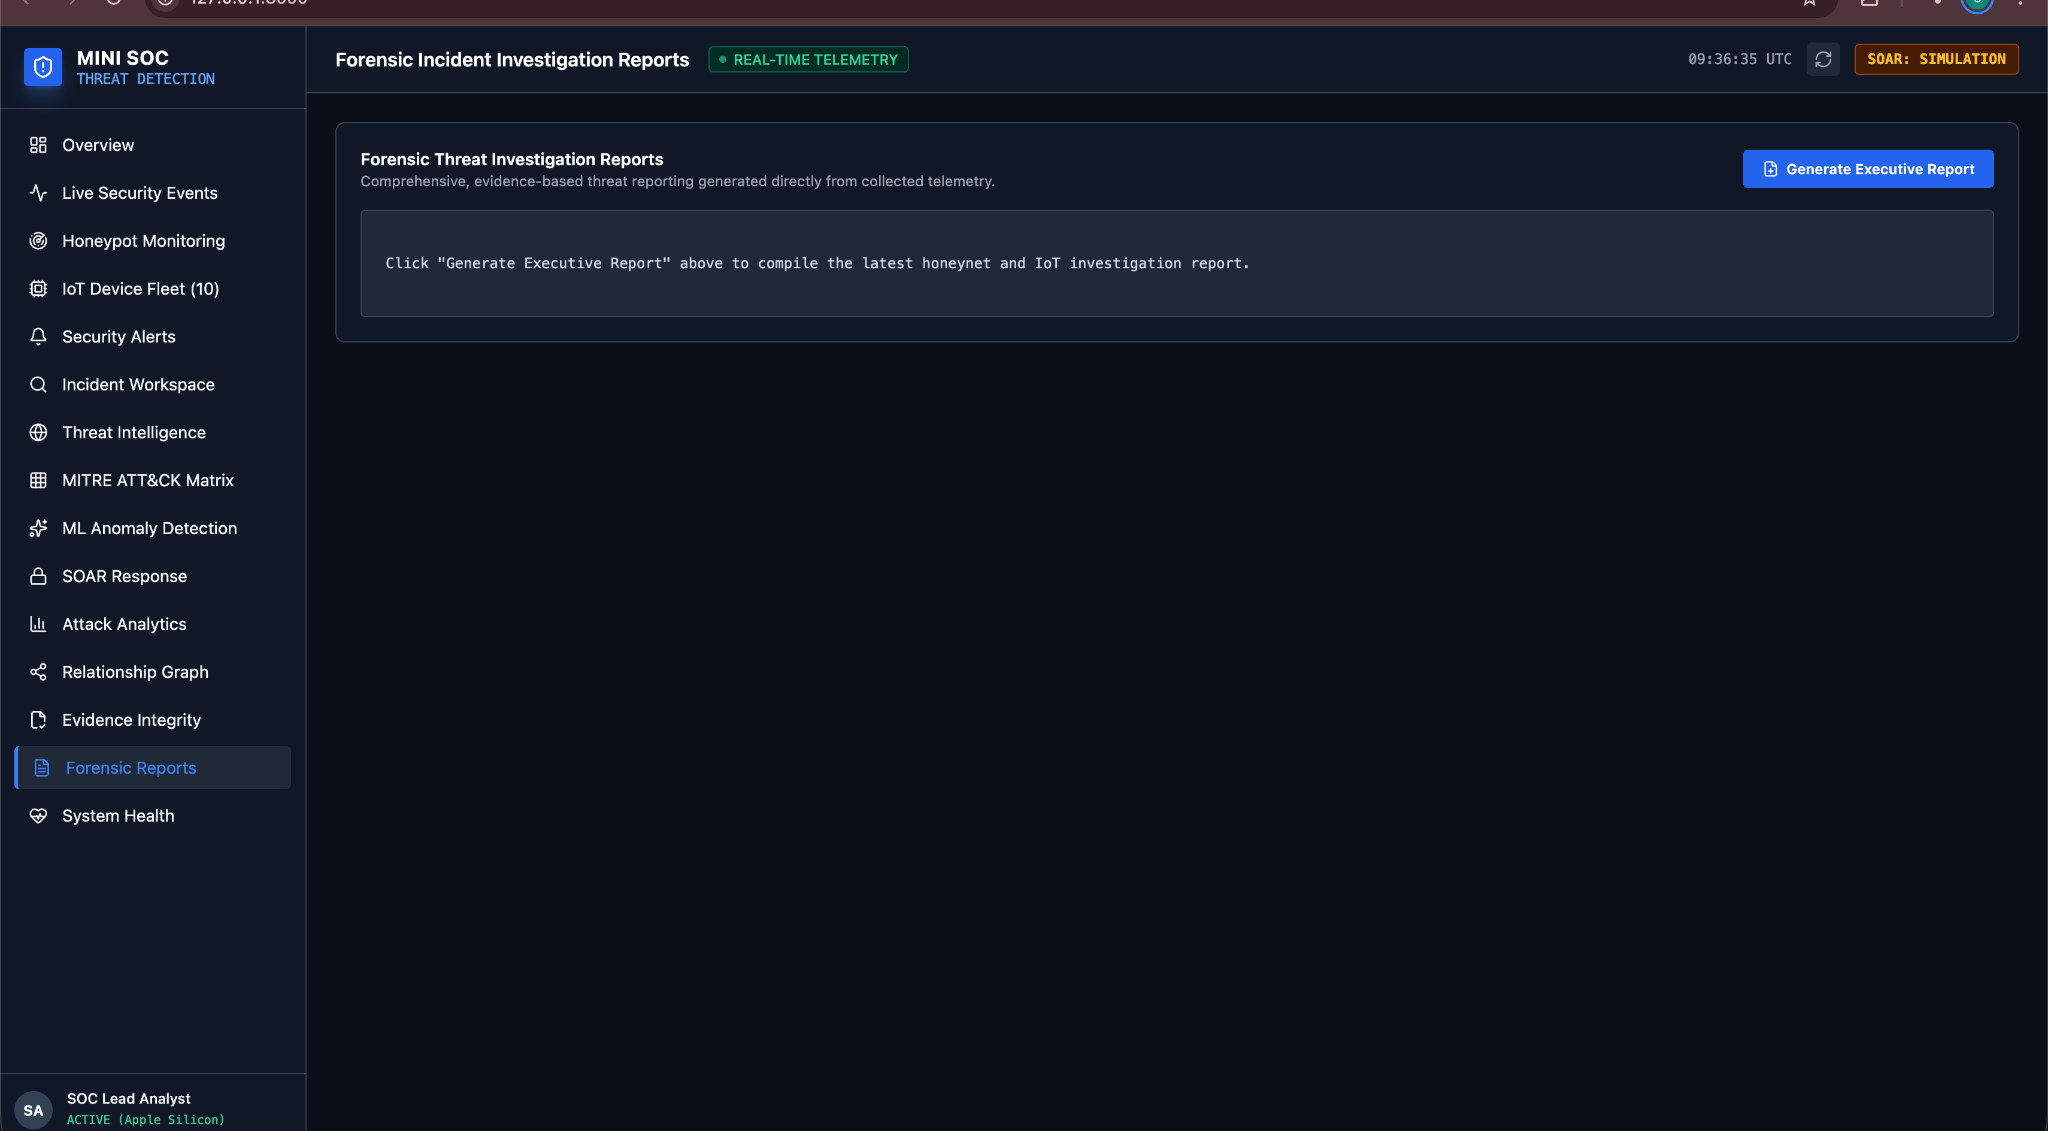 MINI SOC
THREAT DETECTION
Overview
Live Security Events
Honeypot Monitoring
IoT Device Fleet (10)
Security Alerts
Incident Workspace
Threat Intelligence
MITRE ATT&CK Matrix
ML Anomaly Detection
SOAR Response
Attack Analytics
Relationship Graph
Evidence Integrity
Forensic Reports
System Health
SA
SOC Lead Analyst
ACTIVE (Apple Silicon)
Forensic Incident Investigation Reports
REAL-TIME TELEMETRY
09:36:35 UTC
SOAR: SIMULATION
Forensic Threat Investigation Reports
Comprehensive, evidence-based threat reporting generated directly from collected telemetry.
Generate Executive Report
Click "Generate Executive Report" above to compile the latest honeynet and IoT investigation report.